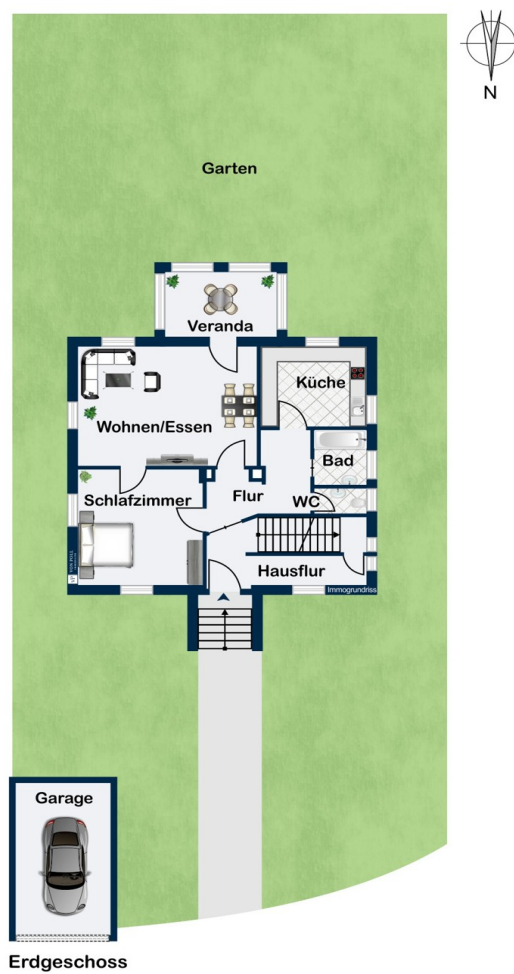 N
Garten
Veranda
Küche
Wohnen/Essen
Bad
Flur
Schlafzimmer
WC
Hausflur
Immogrundriss
Garage
Erdgeschoss